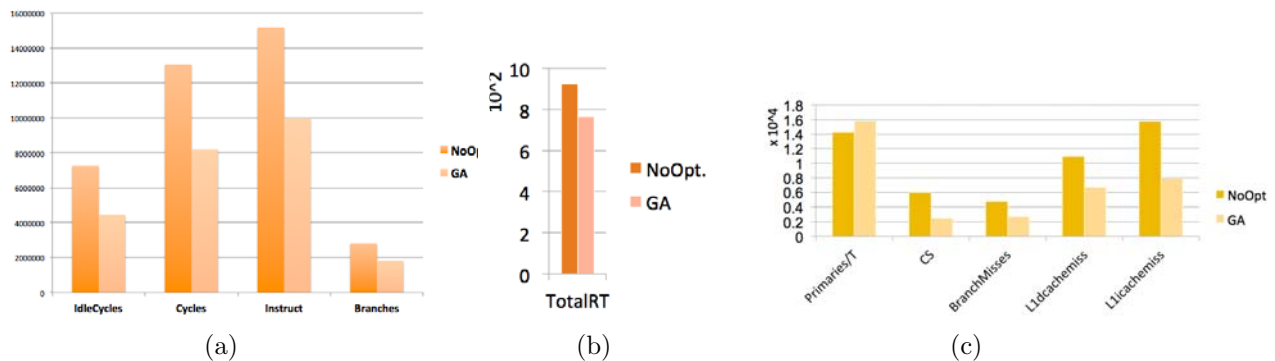 16000000
14000000
12000000
10000000
8000000
6000000
4000000
2000000
0
IdleCycles Cycles Instruct Branches
NoOp
GA
(a)
10^2
10
8
6
4
2
0
TotalRT
NoOpt.
GA
(b)
x 10^4
1.8
1.6
1.4
1.2
1
0.8
0.6
0.4
0.2
0
Primaries/T
CS
BranchMisses
L1dcachemiss
L1icachemiss
NoOpt
GA
(c)